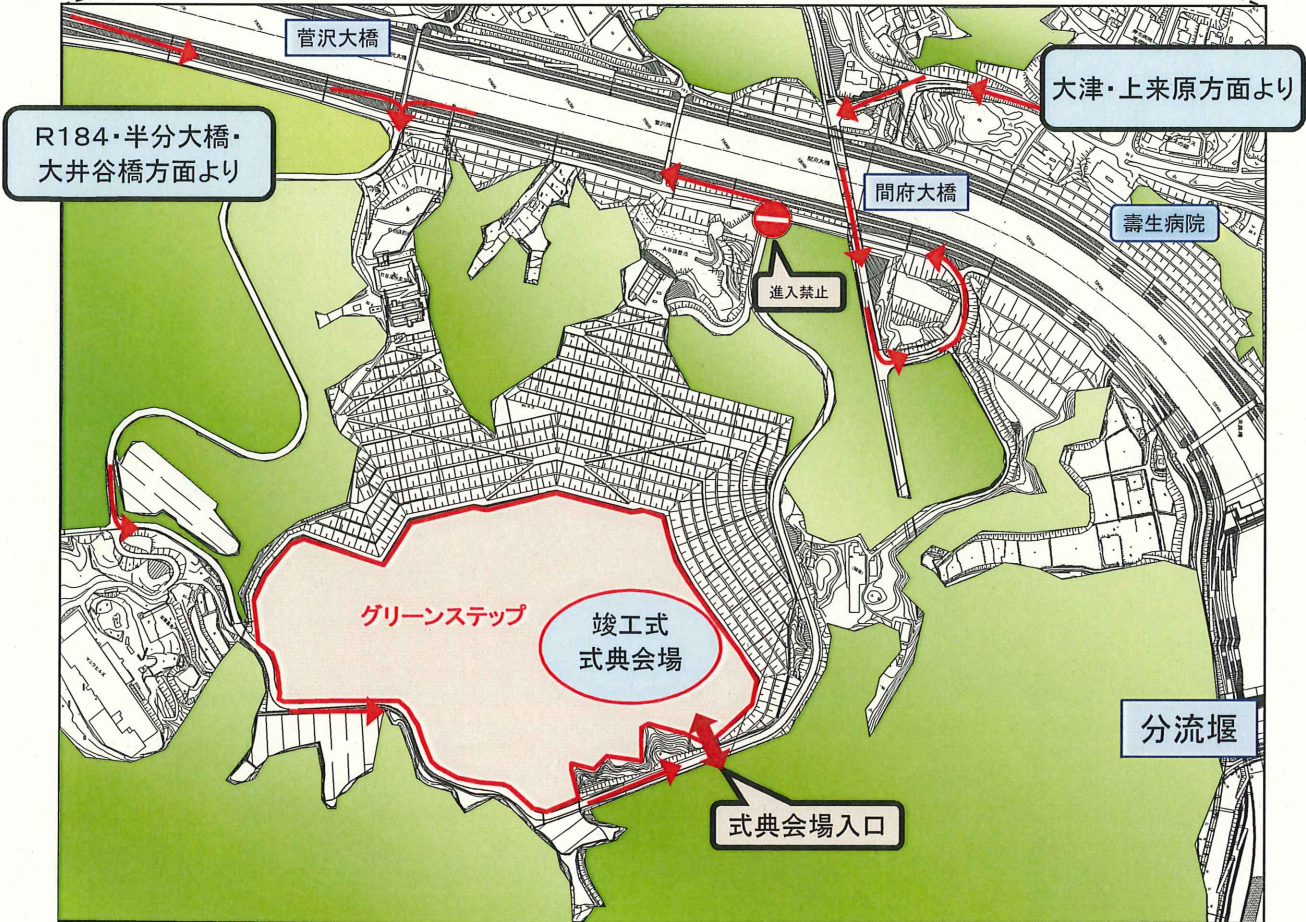 菅沢大橋
大津・上来原方面より
R184・半分大橋・
大井谷橋方面より
間府大橋
壽生病院
進入禁止
グリーンステップ
竣工式
式典会場
分流堰
式典会場入口